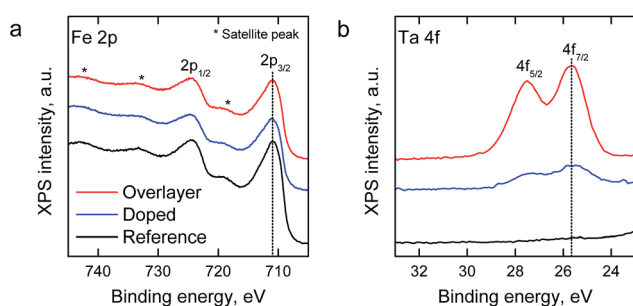 a
Fe 2p
* Satellite peak
2p1/2
2p3/2
*
*
*
XPS intensity, a.u.
Overlayer
Doped
Reference
740
730
720
710
Binding energy, eV
b
Ta 4f
4f5/2
4f7/2
XPS intensity, a.u.
32
30
28
26
24
Binding energy, eV